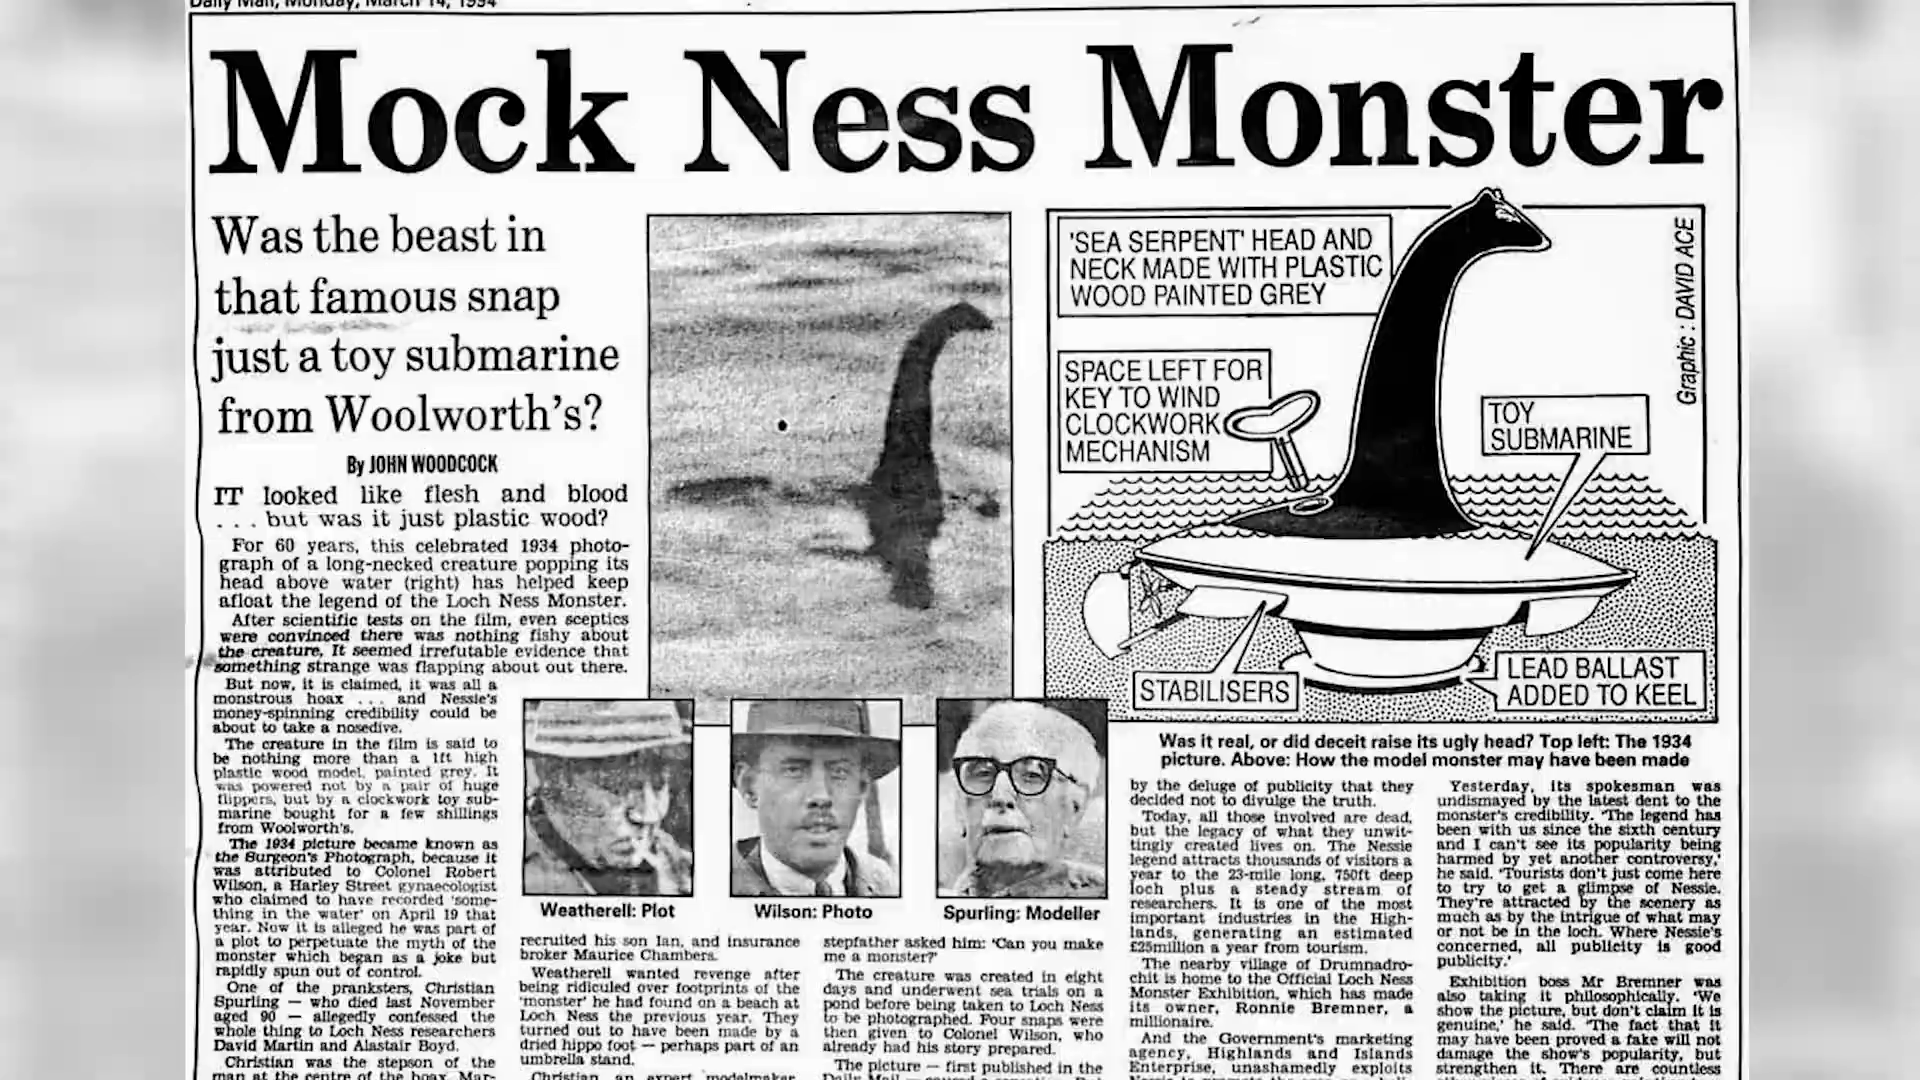 Daily Mail, Monday, March 14, 1994
Mock Ness Monster
Was the beast in
that famous snap
just a toy submarine
from Woolworth's?
By JOHN WOODCOCK
IT looked like flesh and blood
. . . but was it just plastic wood?
For 60 years, this celebrated 1934 photo-
graph of a long-necked creature popping its
head above water (right) has helped keep
afloat the legend of the Loch Ness Monster.
After scientific tests on the film, even sceptics
were convinced there was nothing fishy about
the creature. It seemed irrefutable evidence that
something strange was flapping about out there.
But now, it is claimed, it was all a
monstrous hoax . . . and Nessie's
money-spinning credibility could be
about to take a nosedive.
The creature in the film is said to
be nothing more than a 1ft high
plastic wood model, painted grey. It
was powered not by a pair of huge
flippers, but by a clockwork toy sub-
marine bought for a few shillings
from Woolworth's.
The 1934 picture became known as
the Surgeon's Photograph, because it
was attributed to Colonel Robert
Wilson, a Harley Street gynaecologist
who claimed to have recorded 'some-
thing in the water' on April 19 that
year. Now it is alleged he was part of
a plot to perpetuate the myth of the
monster which began as a joke but
rapidly spun out of control.
One of the pranksters, Christian
Spurling — who died last November
aged 90 — allegedly confessed the
whole thing to Loch Ness researchers
David Martin and Alastair Boyd.
Christian was the stepson of the
man at the centre of the hoax, Mar-
'SEA SERPENT' HEAD AND
NECK MADE WITH PLASTIC
WOOD PAINTED GREY
SPACE LEFT FOR
KEY TO WIND
CLOCKWORK
MECHANISM
TOY
SUBMARINE
STABILISERS
LEAD BALLAST
ADDED TO KEEL
Graphic : DAVID ACE
Was it real, or did deceit raise its ugly head? Top left: The 1934
picture. Above: How the model monster may have been made
Weatherell: Plot
Wilson: Photo
Spurling: Modeller
recruited his son Ian, and insurance
broker Maurice Chambers.
Weatherell wanted revenge after
being ridiculed over footprints of the
'monster' he had found on a beach at
Loch Ness the previous year. They
turned out to have been made by a
dried hippo foot — perhaps part of an
umbrella stand.
Christian, an expert modelmaker,
stepfather asked him: 'Can you make
me a monster?'
The creature was created in eight
days and underwent sea trials on a
pond before being taken to Loch Ness
to be photographed. Four snaps were
then given to Colonel Wilson, who
already had his story prepared.
The picture — first published in the
Daily Mail — caused a sensation. But
by the deluge of publicity that they
decided not to divulge the truth.
Today, all those involved are dead,
but the legacy of what they unwit-
tingly created lives on. The Nessie
legend attracts thousands of visitors a
year to the 23-mile long, 750ft deep
loch plus a steady stream of
researchers. It is one of the most
important industries in the High-
lands, generating an estimated
£25million a year from tourism.
The nearby village of Drumnadro-
chit is home to the Official Loch Ness
Monster Exhibition, which has made
its owner, Ronnie Bremner, a
millionaire.
And the Government's marketing
agency, Highlands and Islands
Enterprise, unashamedly exploits
Yesterday, its spokesman was
undismayed by the latest dent to the
monster's credibility. 'The legend has
been with us since the sixth century
and I can't see its popularity being
harmed by yet another controversy,'
he said. 'Tourists don't just come here
to try to get a glimpse of Nessie.
They're attracted by the scenery as
much as by the intrigue of what may
or not be in the loch. Where Nessie's
concerned, all publicity is good
publicity.'
Exhibition boss Mr Bremner was
also taking it philosophically. 'We
show the picture, but don't claim it is
genuine,' he said. 'The fact that it
may have been proved a fake will not
damage the show's popularity, but
strengthen it. There are countless